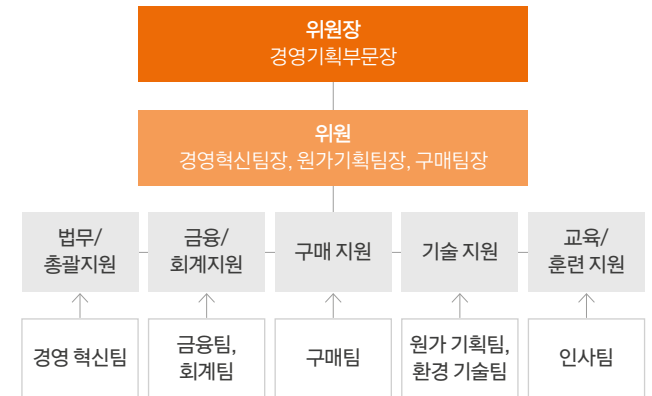 위원장
경영기획부문장
위원
경영혁신팀장, 원가기획팀장, 구매팀장
법무/
총괄지원
금융/
회계지원
구매 지원
기술 지원
교육/
훈련 지원
경영 혁신팀
금융팀,
회계팀
구매팀
원가 기획팀,
환경 기술팀
인사팀